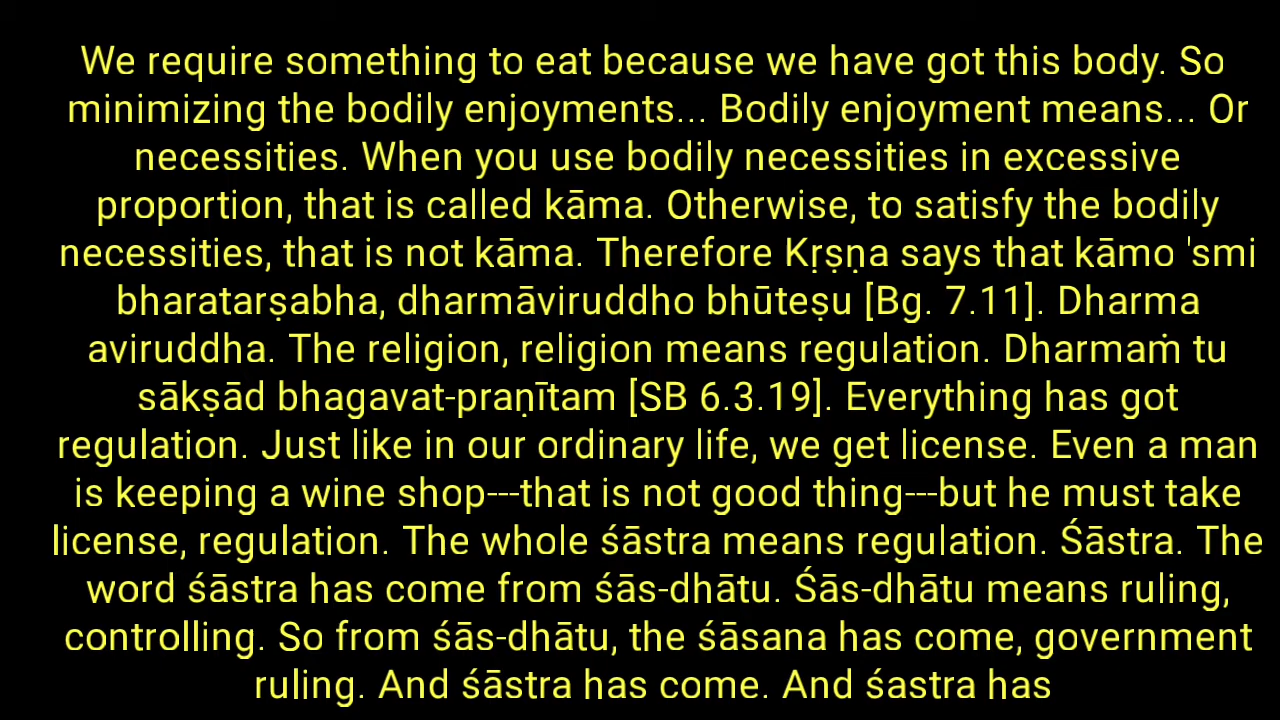 We require something to eat because we have got this body. So
minimizing the bodily enjoyments... Bodily enjoyment means... Or
necessities. When you use bodily necessities in excessive
proportion, that is called kāma. Otherwise, to satisfy the bodily
necessities, that is not kāma. Therefore Kṛṣṇa says that kāmo 'smi
bharatarṣabha, dharmāviruddho bhūteṣu [Bg. 7.11]. Dharma
aviruddha. The religion, religion means regulation. Dharmaṁ tu
sākṣād bhagavat-praṇītam [SB 6.3.19]. Everything has got
regulation. Just like in our ordinary life, we get license. Even a man
is keeping a wine shop---that is not good thing---but he must take
license, regulation. The whole śāstra means regulation. Śāstra. The
word śāstra has come from śās-dhātu. Śās-dhātu means ruling,
controlling. So from śās-dhātu, the śāsana has come, government
ruling. And śāstra has come. And śastra has